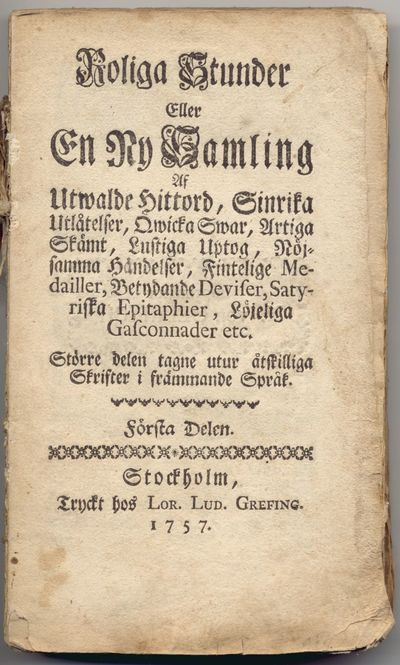 Roliga Stunder
Eller
En Ny Samling
Af
Utwalde Hittord, Sinrika
Utlåtelser, Qwicka Swar, Artiga
Skämt, Lustiga Uptog, Nöj-
samma Händelser, Fintelige Me-
dailler, Betydande Deviser, Saty-
riska Epitaphier, Löjeliga
Gasconnader etc.
Större delen tagne utur åtskilliga
Skrifter i främmande Språk.
Första Delen.
Stockholm,
Tryckt hos LOR. LUD. GREFING.
1757.